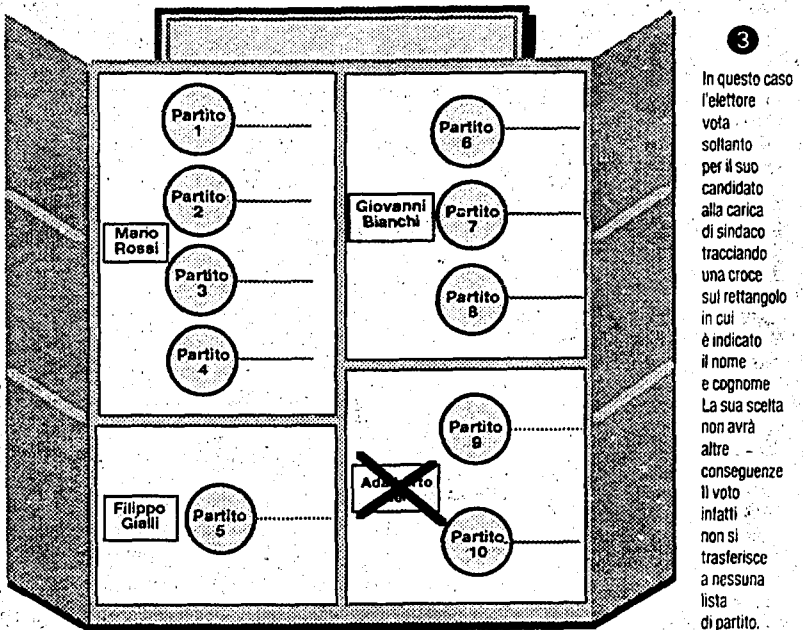 Partito
1
Partito
2
Mario
Rossi
Partito
3
Partito
4
Partito
6
Giovanni
Bianchi
Partito
7
Partito
8
Filippo
Gialli
Partito
5
Partito
9
Partito
10
3
In questo caso
l'elettore
vota
soltanto
per il suo
candidato
alla carica
di sindaco
tracciando
una croce
sul rettangolo
in cui
è indicato
il nome
e cognome
La sua scelta
non avrà
altre
conseguenze
Il voto
infatti
non si
trasferisce
a nessuna
lista
di partito.